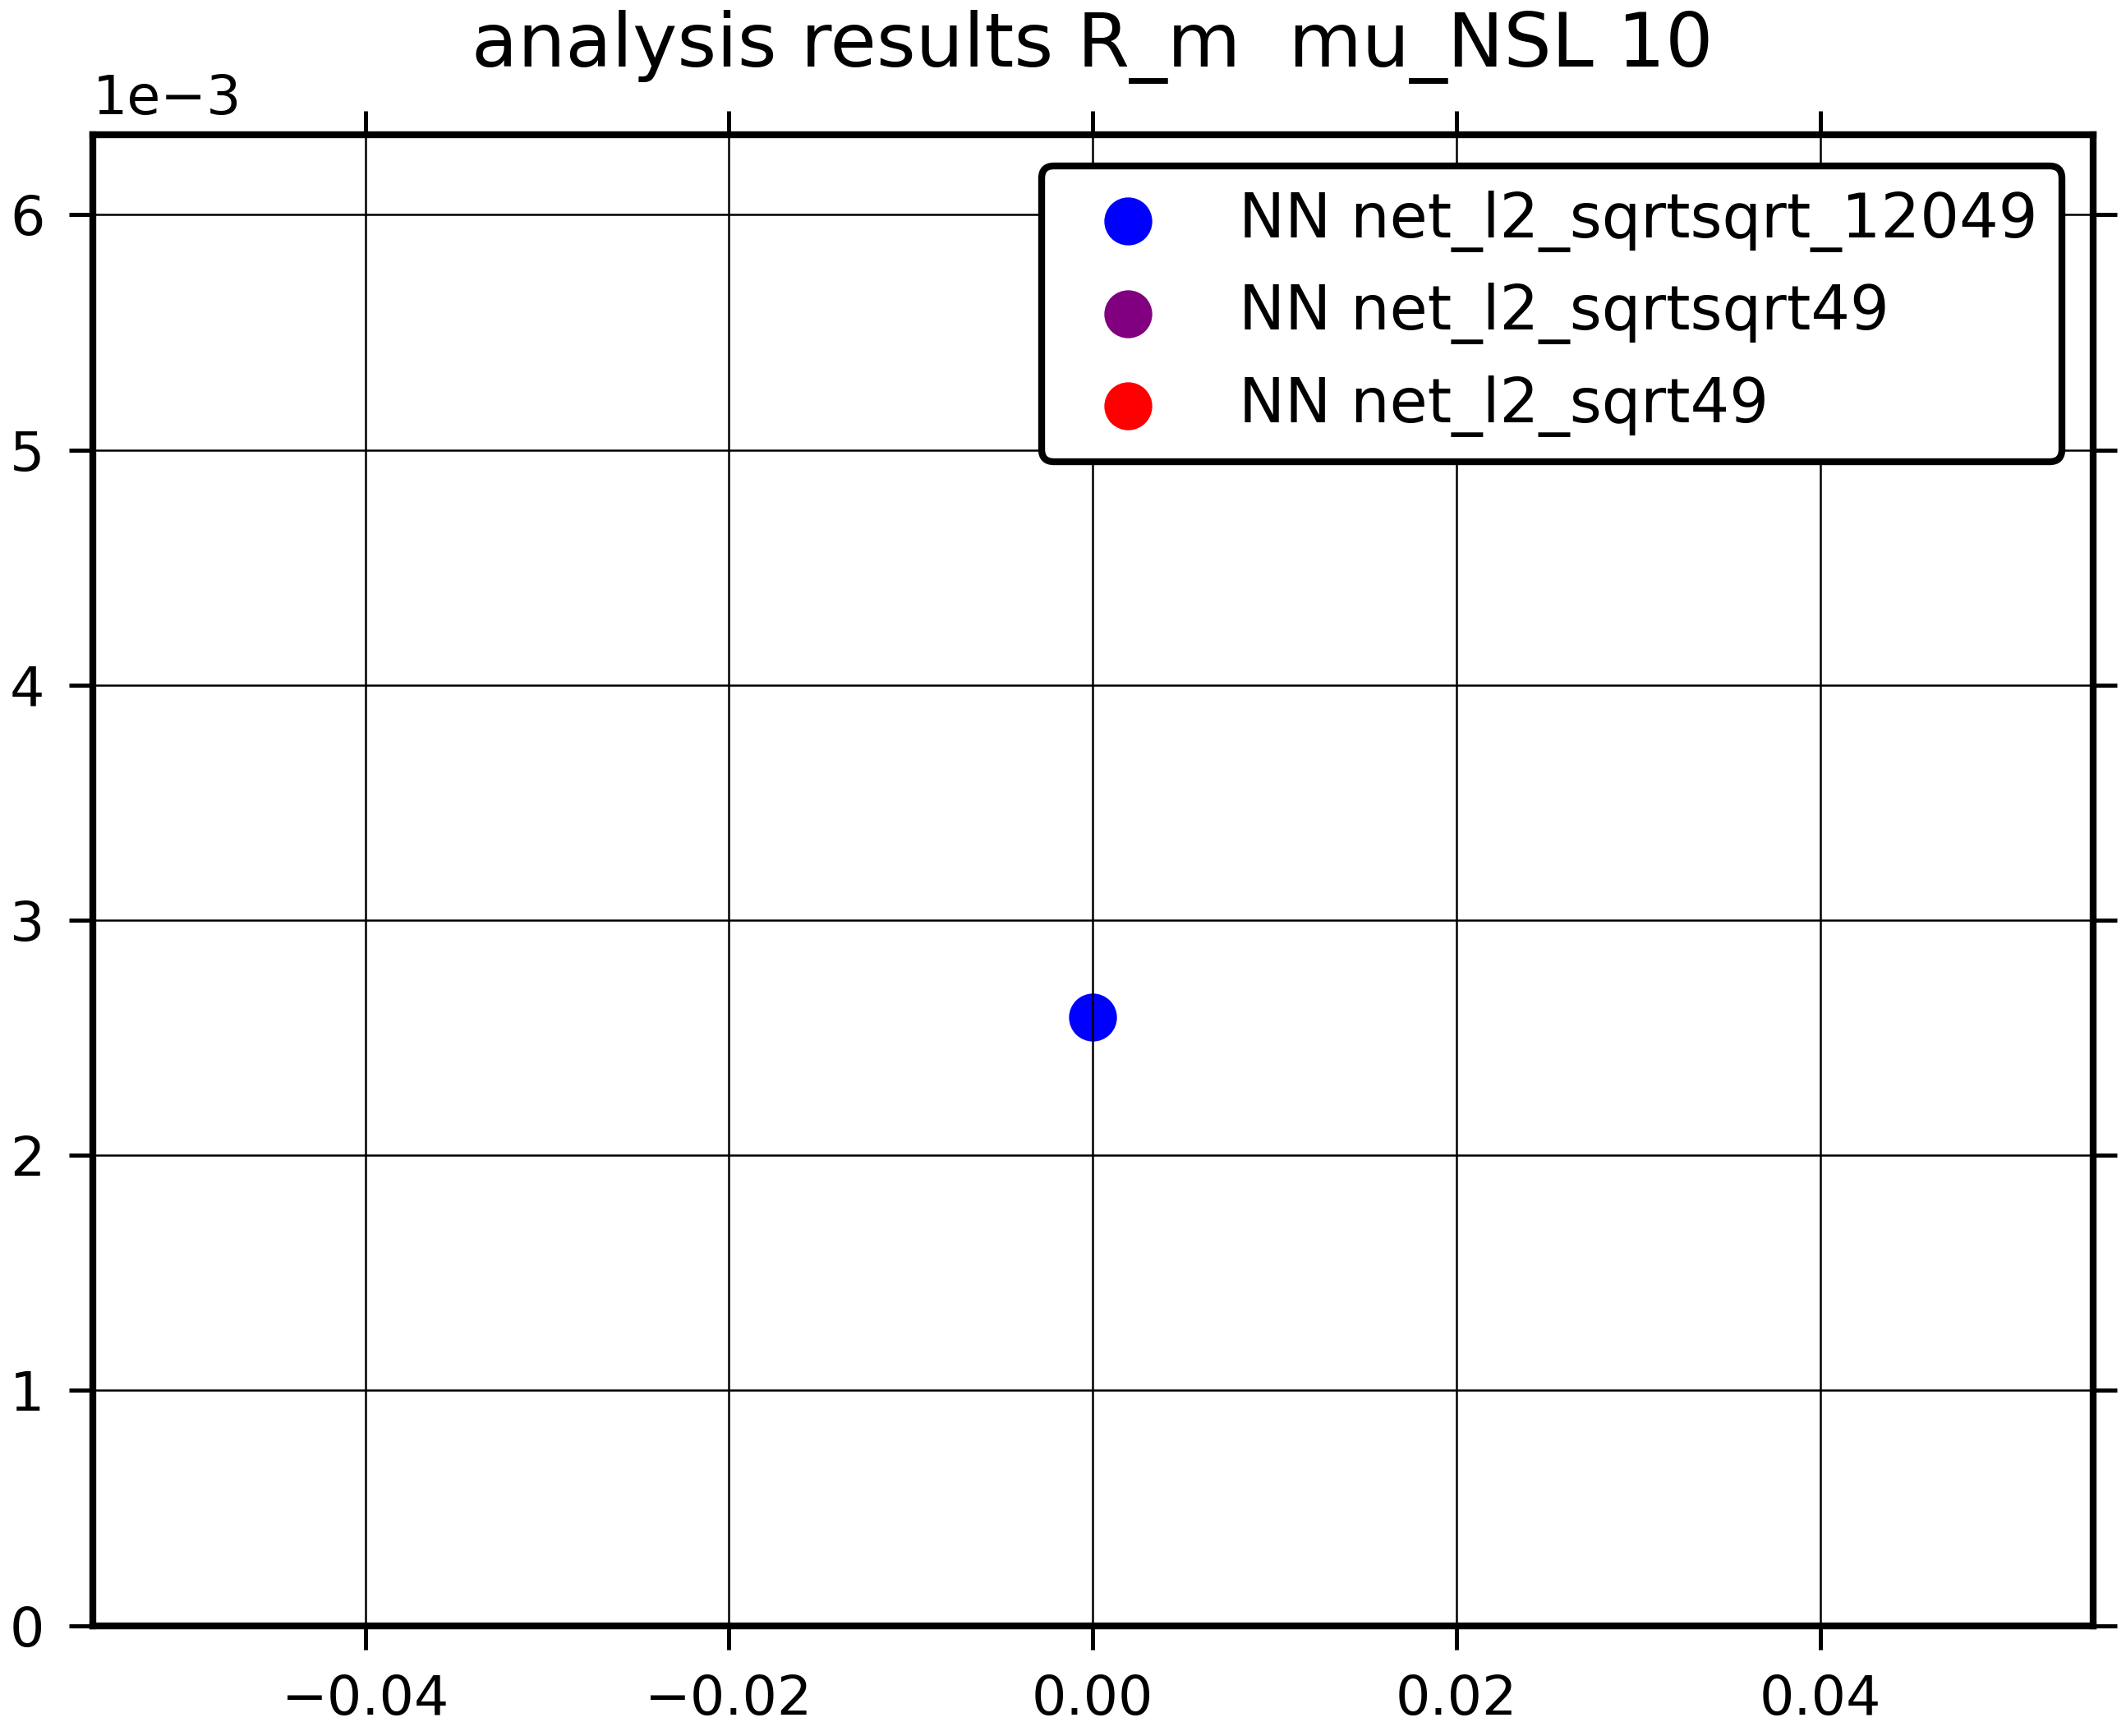 analysis results R_m  mu_NSL 10
1e−3
6
5
4
3
2
1
0
NN net_l2_sqrtsqrt_12049
NN net_l2_sqrtsqrt49
NN net_l2_sqrt49
−0.04 −0.02 0.00 0.02 0.04